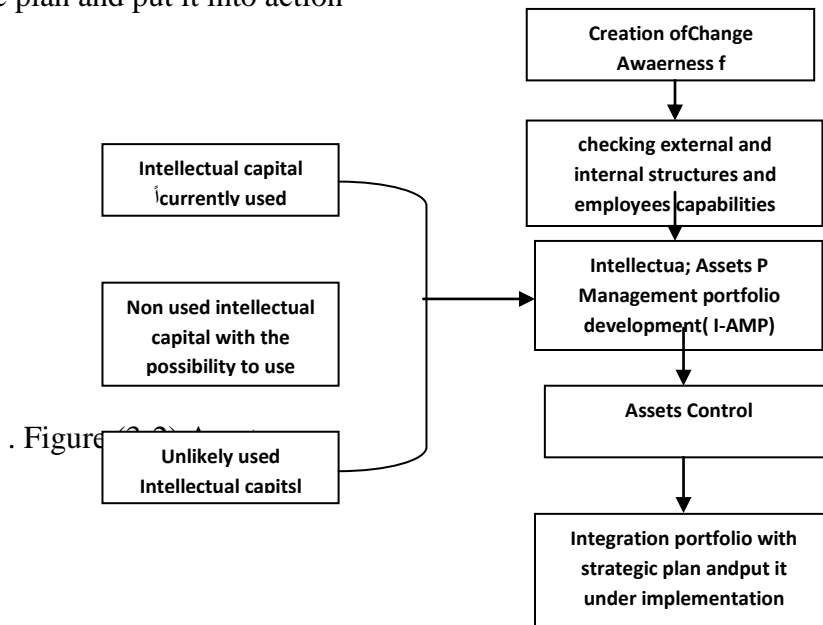 e plan and put it into action
Creation ofChange
Awaerness f
checking external and
internal structures and
employees capabilities
Intellectual capital
اًcurrently used
Non used intellectual
capital with the
possibility to use
Intellectua; Assets P
Management portfolio
development( I-AMP)
Assets Control
. Figure
Unlikely used
Intellectual capitsl
Integration portfolio with
strategic plan andput it
under implementation